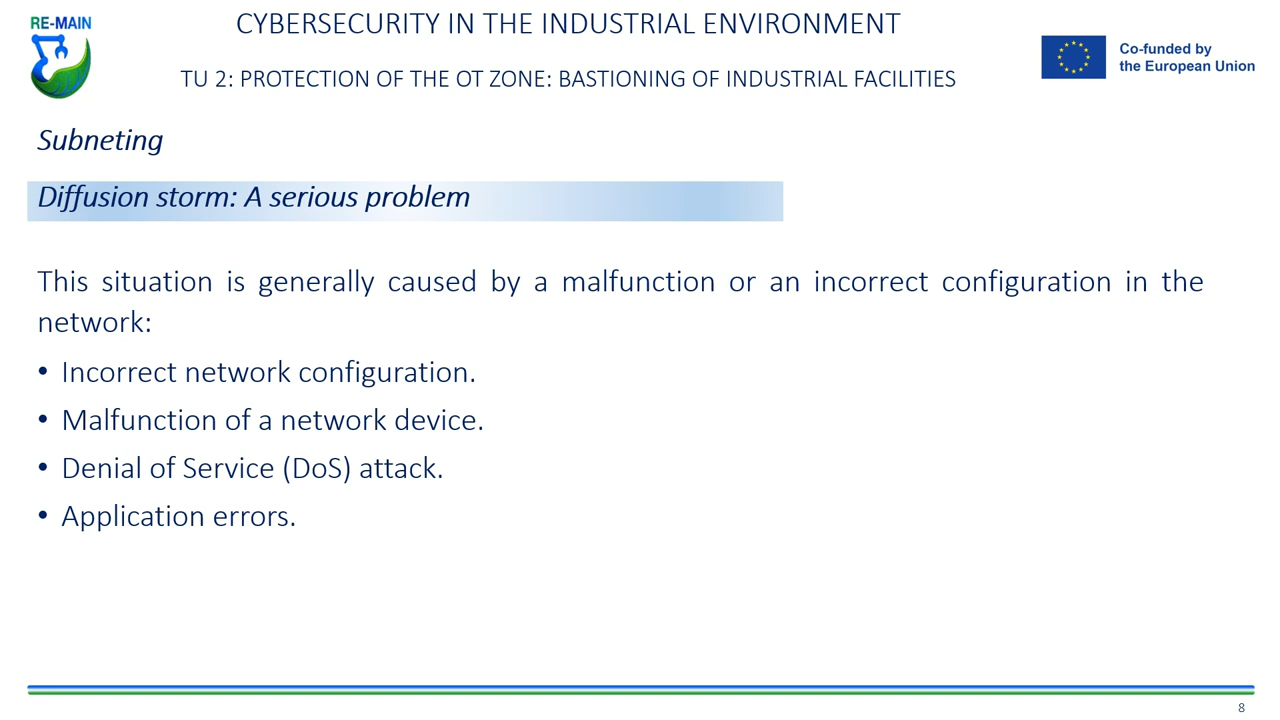 RE-MAIN
CYBERSECURITY IN THE INDUSTRIAL ENVIRONMENT
TU 2: PROTECTION OF THE OT ZONE: BASTIONING OF INDUSTRIAL FACILITIES
Co-funded by
the European Union
Subneting
Diffusion storm: A serious problem
This situation is generally caused by a malfunction or an incorrect configuration in the
network:
• Incorrect network configuration.
• Malfunction of a network device.
• Denial of Service (DoS) attack.
• Application errors.
8